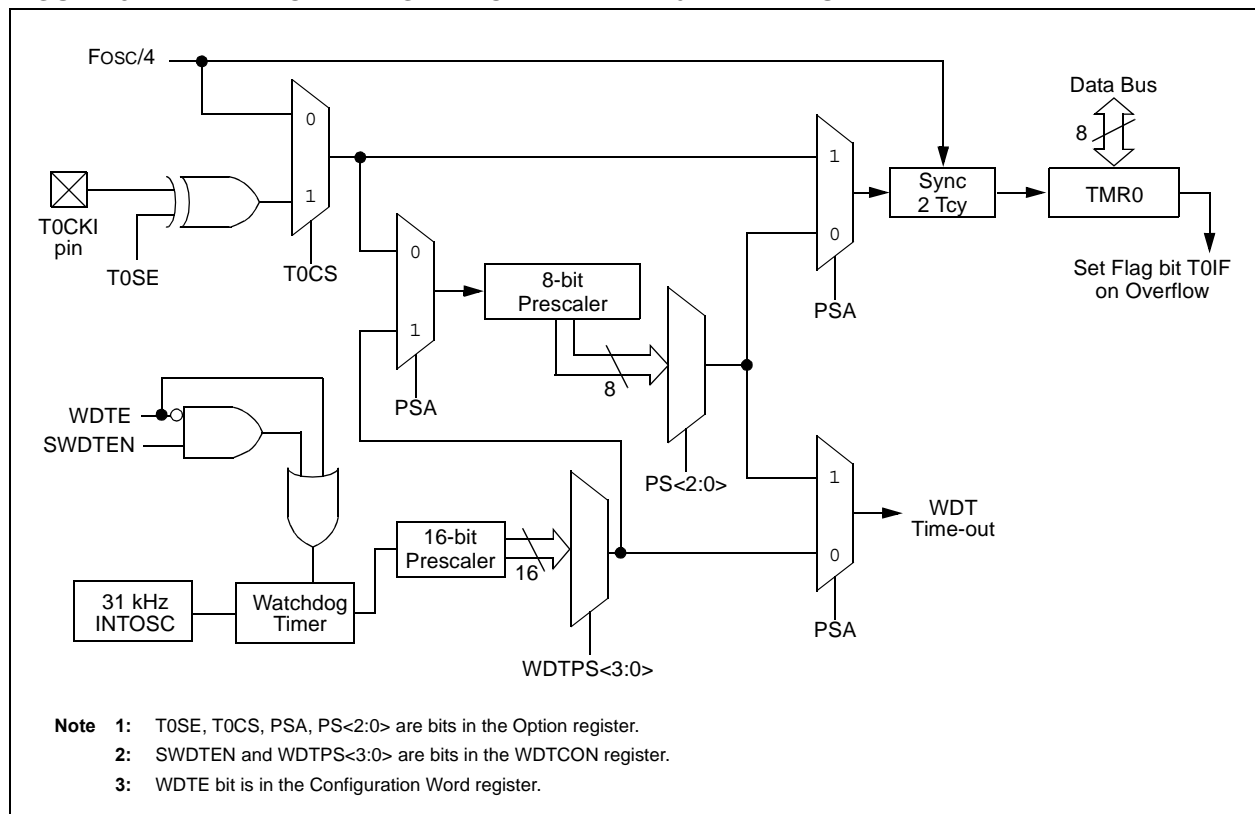 Fosc/4
Data Bus
8
0
1
T0CKI
pin
T0SE
T0CS
1
0
PSA
Sync
2 Tcy
TMR0
Set Flag bit T0IF
on Overflow
0
1
PSA
8-bit
Prescaler
8
PS<2:0>
WDTE
SWDTEN
1
0
PSA
WDT
Time-out
16-bit
Prescaler
16
WDTPS<3:0>
31 kHz
INTOSC
Watchdog
Timer
Note 1: T0SE, T0CS, PSA, PS<2:0> are bits in the Option register.
2: SWDTEN and WDTPS<3:0> are bits in the WDTCON register.
3: WDTE bit is in the Configuration Word register.